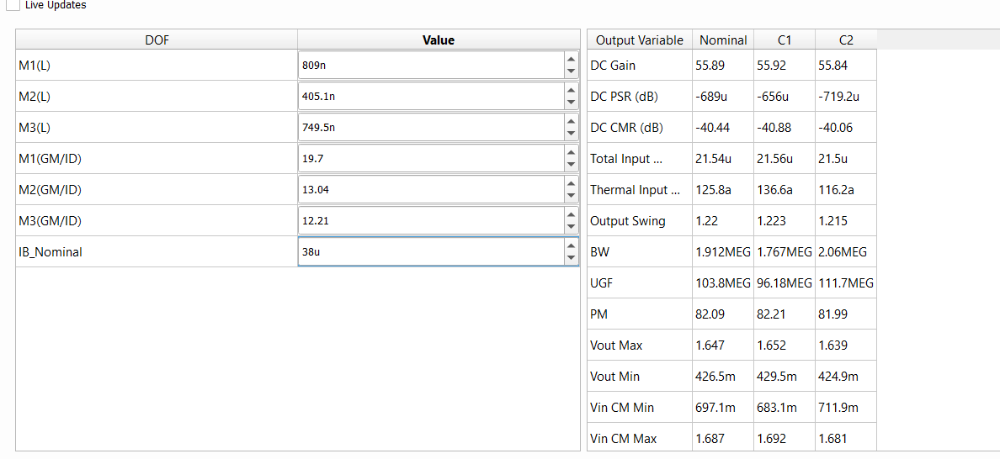 Live Updates
DOF Value
M1(L) 809n
M2(L) 405.1n
M3(L) 749.5n
M1(GM/ID) 19.7
M2(GM/ID) 13.04
M3(GM/ID) 12.21
IB_Nominal 38u
Output Variable Nominal C1 C2
DC Gain 55.89 55.92 55.84
DC PSR (dB) -689u -656u -719.2u
DC CMR (dB) -40.44 -40.88 -40.06
Total Input ... 21.54u 21.56u 21.5u
Thermal Input ... 125.8a 136.6a 116.2a
Output Swing 1.22 1.223 1.215
BW 1.912MEG 1.767MEG 2.06MEG
UGF 103.8MEG 96.18MEG 111.7MEG
PM 82.09 82.21 81.99
Vout Max 1.647 1.652 1.639
Vout Min 426.5m 429.5m 424.9m
Vin CM Min 697.1m 683.1m 711.9m
Vin CM Max 1.687 1.692 1.681